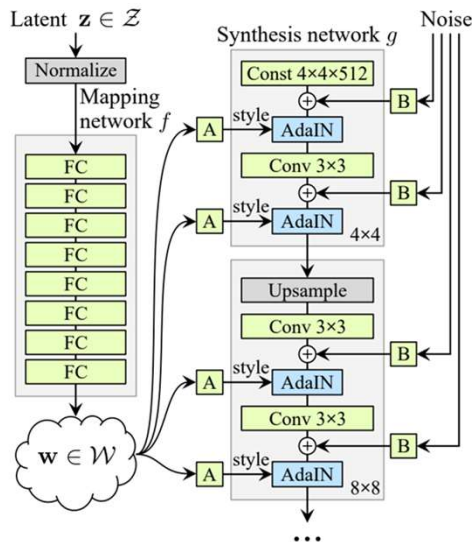 Latent z ∈ Z
Normalize
Mapping
network f
FC
FC
FC
FC
FC
FC
FC
FC
w ∈ W
Synthesis network g
Noise
Const 4×4×512
B
A
style
AdaIN
Conv 3×3
B
A
style
AdaIN
4×4
Upsample
Conv 3×3
B
A
style
AdaIN
Conv 3×3
B
A
style
AdaIN
8×8
...